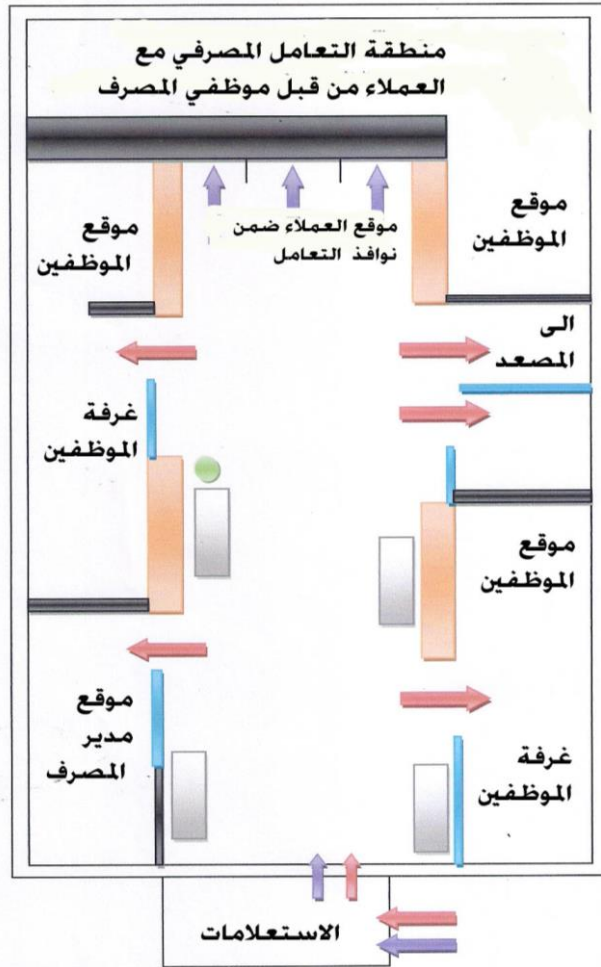 منطقة التعامل المصرفي مع
العملاء من قبل موظفي المصرف
موقع
الموظفين
موقع العملاء ضمن
نوافذ التعامل
موقع
الموظفين
الى
المصعد
غرفة
الموظفين
موقع
الموظفين
موقع
مدير
المصرف
غرفة
الموظفين
الاستعلامات